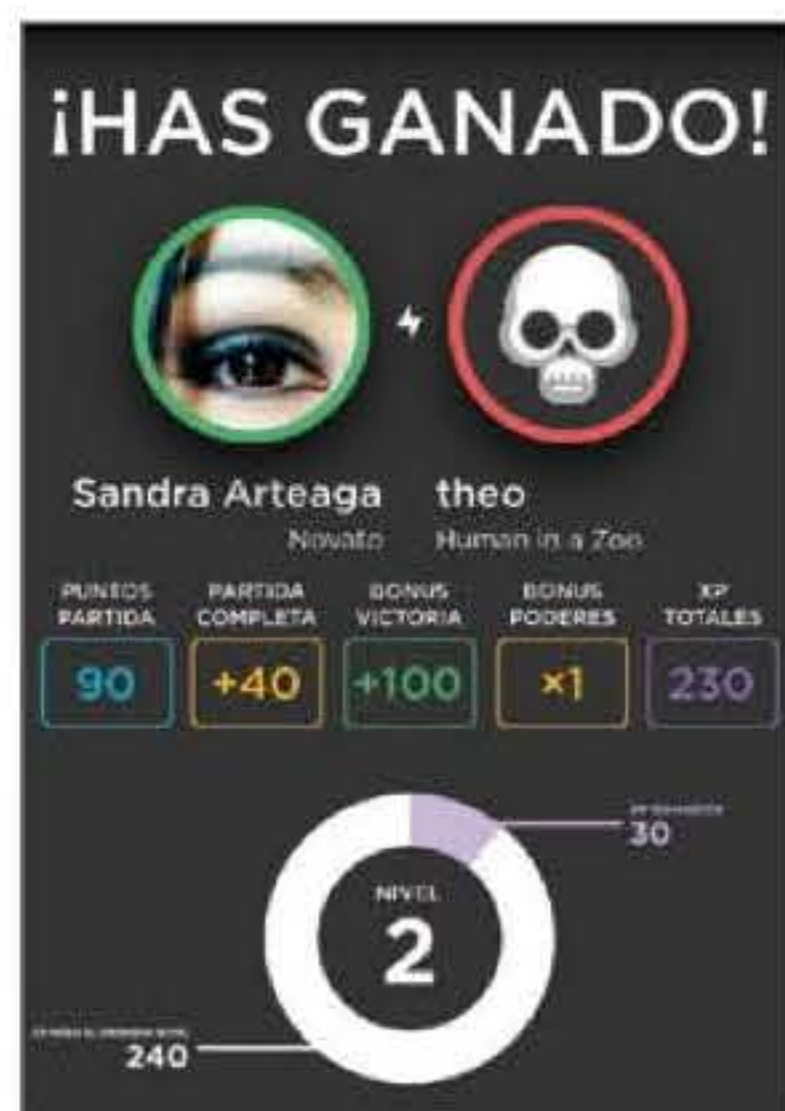 ¡HAS GANADO!
Sandra Arteaga theo
Novato Human in a Zoo
PUNTOS PARTIDA BONUS BONUS XP
PARTIDA COMPLETA VICTORIA PODERES TOTALES
90 +40 +100 ×1 230
30
NIVEL
2
240